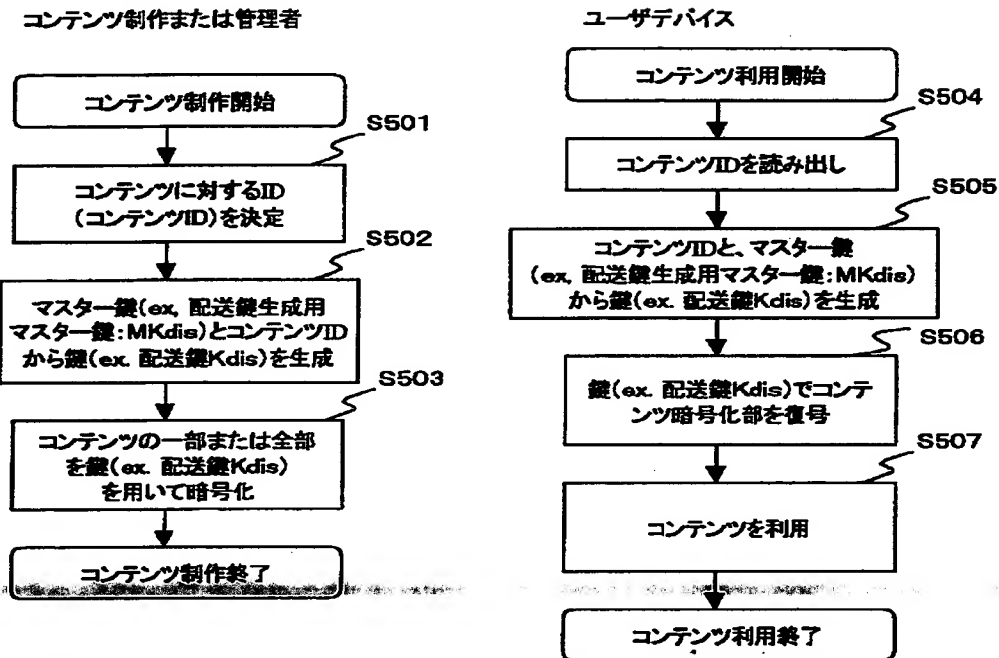 コンテンツ制作または管理者
コンテンツ制作開始
S501
コンテンツに対するID
(コンテンツID)を決定
S502
マスター鍵(ex, 配送鍵生成用
マスター鍵:MKdis)とコンテンツID
から鍵(ex. 配送鍵Kdis)を生成
S503
コンテンツの一部または全部
を鍵(ex. 配送鍵Kdis)
を用いて暗号化
コンテンツ制作終了
ユーザデバイス
コンテンツ利用開始
S504
コンテンツIDを読み出し
S505
コンテンツIDと、マスター鍵
(ex, 配送鍵生成用マスター鍵:MKdis)
から鍵(ex. 配送鍵Kdis)を生成
S506
鍵(ex. 配送鍵Kdis)でコンテ
ンツ暗号化部を復号
S507
コンテンツを利用
コンテンツ利用終了